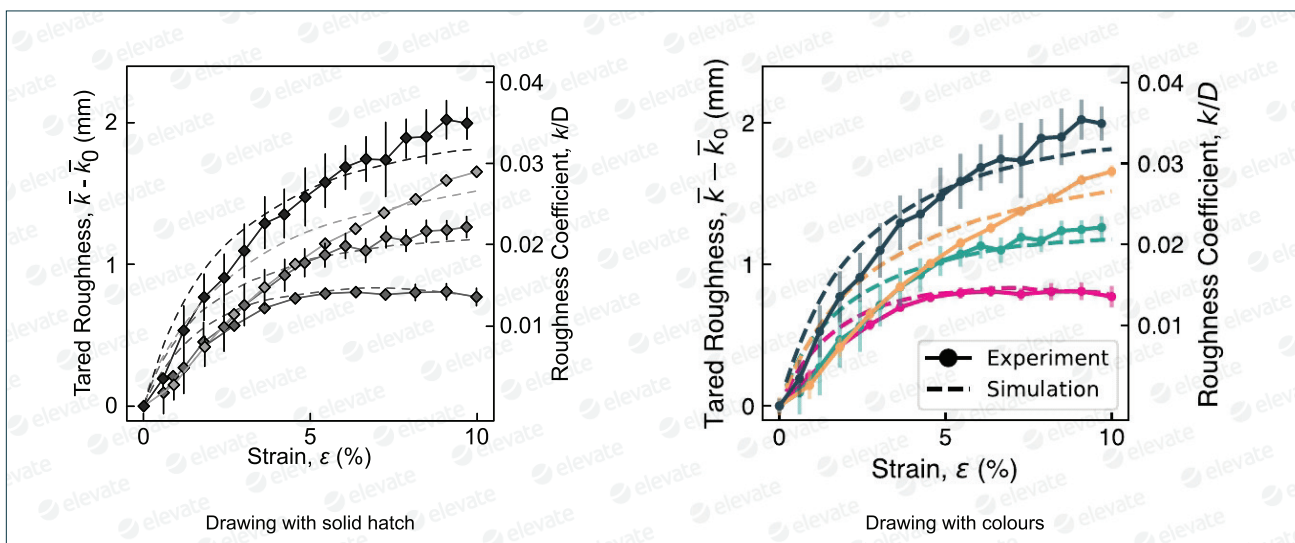 Tared Roughness, k̅ - k̅₀ (mm)
2
1
0
0.04
0.03
0.02
0.01
Roughness Coefficient, k/D
0
5
10
Strain, ε (%)
Drawing with solid hatch
Tared Roughness, k̅ – k̅₀ (mm)
2
1
0
0.04
0.03
0.02
0.01
Roughness Coefficient, k/D
Experiment
Simulation
0
5
10
Strain, ε (%)
Drawing with colours
elevate